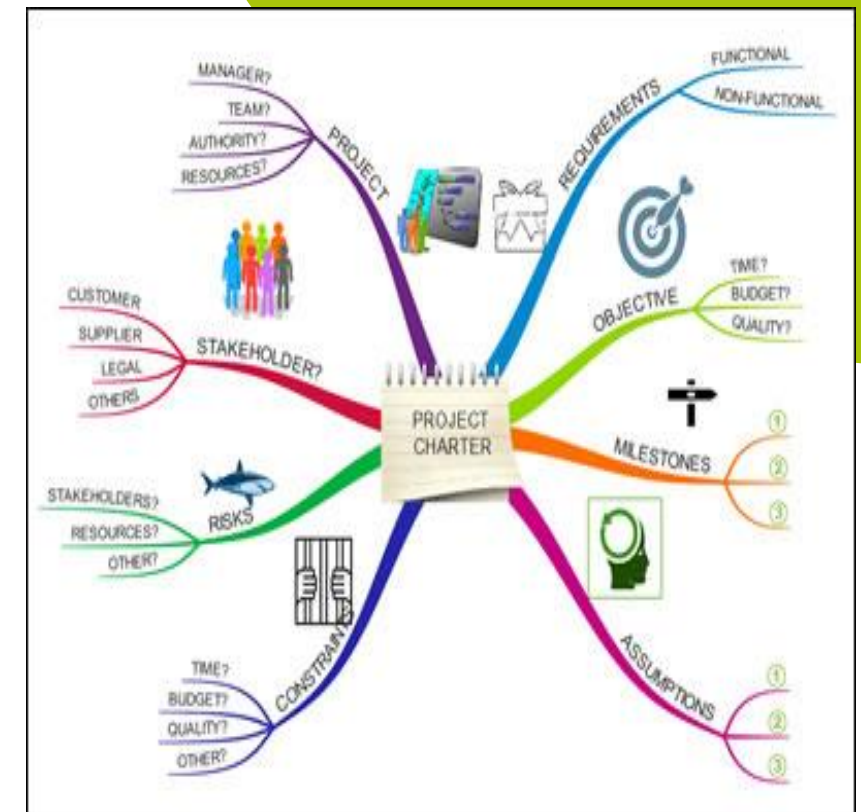 PROJECT
CHARTER
REQUIREMENTS
FUNCTIONAL
NON-FUNCTIONAL
OBJECTIVE
TIME?
BUDGET?
QUALITY?
MILESTONES
①
②
③
ASSUMPTIONS
①
②
③
CONSTRAINTS
TIME?
BUDGET?
QUALITY?
OTHER?
RISKS
STAKEHOLDERS?
RESOURCES?
OTHER?
STAKEHOLDER?
CUSTOMER
SUPPLIER
LEGAL
OTHERS
PROJECT
MANAGER?
TEAM?
AUTHORITY?
RESOURCES?